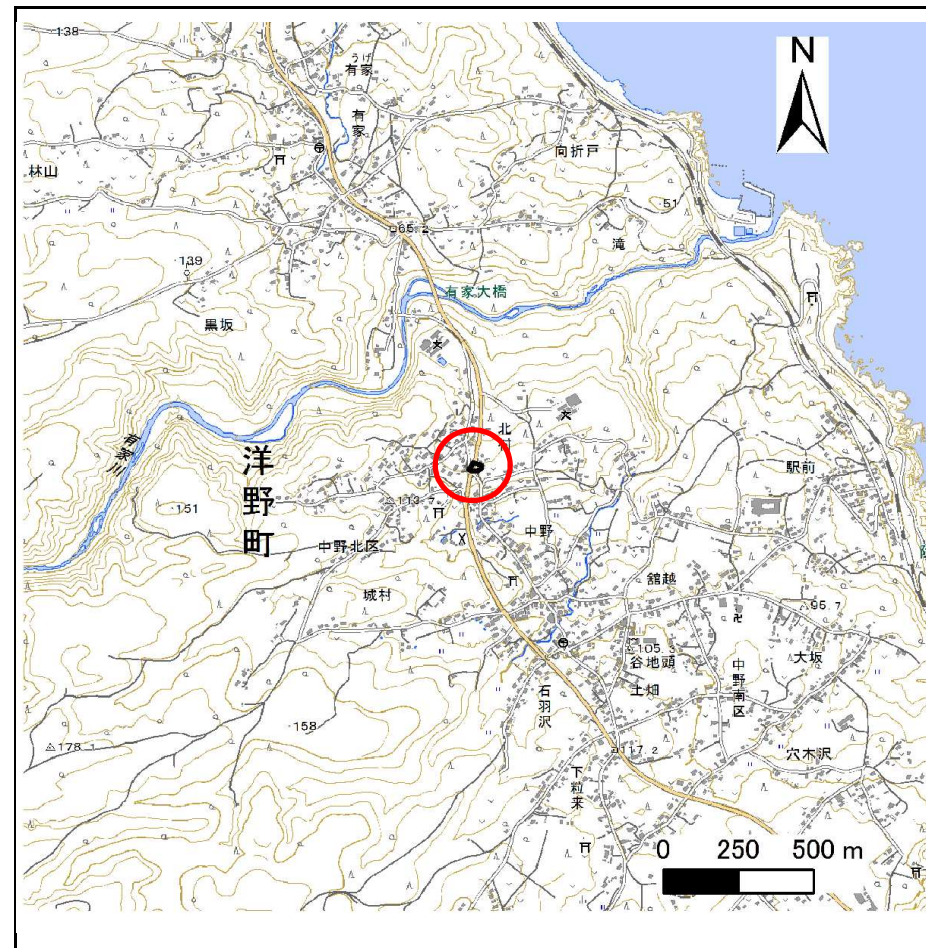 138
うげ
有家
有家
N
林山
向折戸
51
65.2
滝
139
有家大橋
黒坂
北村
有家川
洋野町
駅前
113.7
151
中野
中野北区
城村
舘越
95.7
105.3
谷地頭
大坂
土畑
中野南区
石羽沢
158
178.1
117.2
穴木沢
下粒来
0 250 500 m